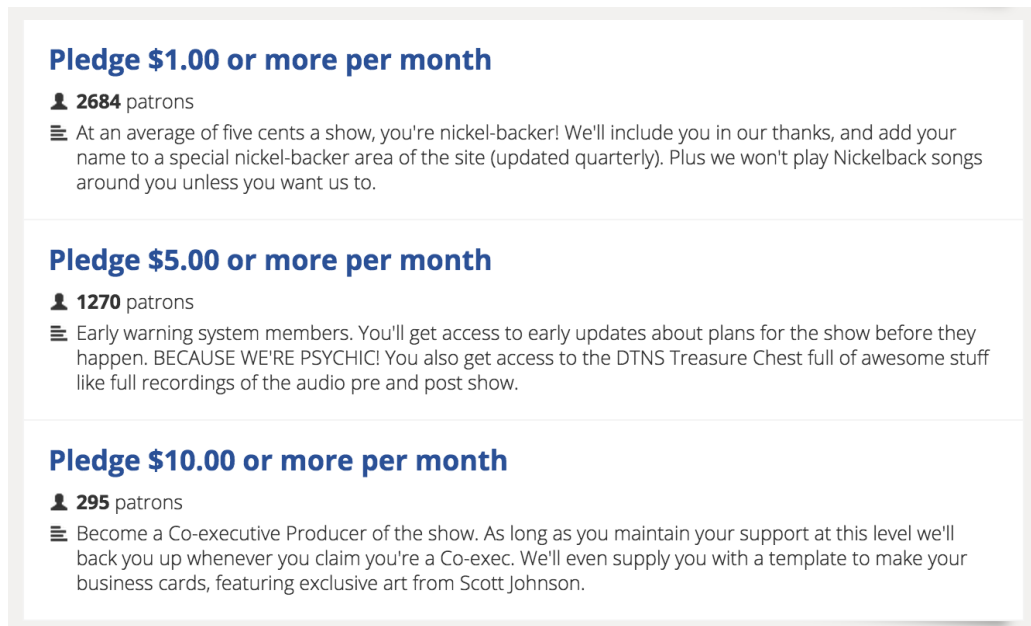 Pledge $1.00 or more per month
2684 patrons
At an average of five cents a show, you're nickel-backer! We'll include you in our thanks, and add your
name to a special nickel-backer area of the site (updated quarterly). Plus we won't play Nickelback songs
around you unless you want us to.
Pledge $5.00 or more per month
1270 patrons
Early warning system members. You'll get access to early updates about plans for the show before they
happen. BECAUSE WE'RE PSYCHIC! You also get access to the DTNS Treasure Chest full of awesome stuff
like full recordings of the audio pre and post show.
Pledge $10.00 or more per month
295 patrons
Become a Co-executive Producer of the show. As long as you maintain your support at this level we'll
back you up whenever you claim you're a Co-exec. We'll even supply you with a template to make your
business cards, featuring exclusive art from Scott Johnson.